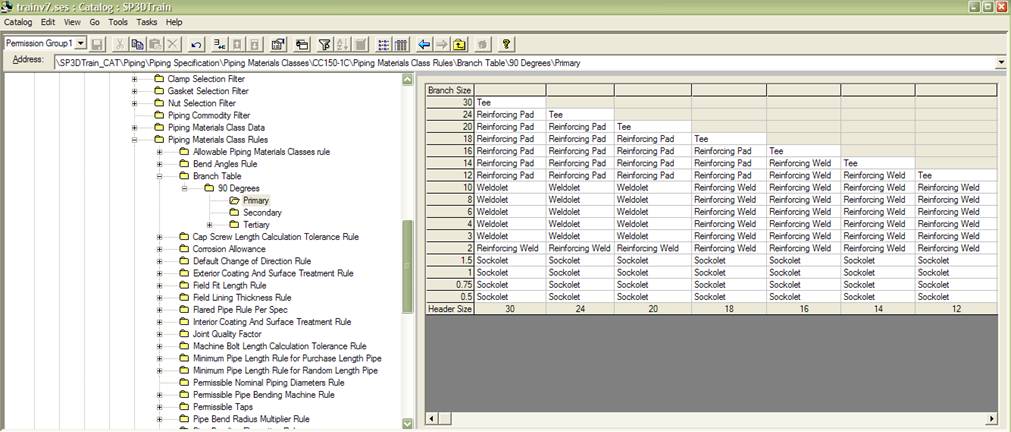 trainv7.ses : Catalog : SP3DTrain
Catalog Edit View Go Tools Tasks Help
Permission Group1
Address: \SP3DTrain_CAT\Piping\Piping Specification\Piping Materials Classes\CC150-1C\Piping Materials Class Rules\Branch Table\90 Degrees\Primary
Clamp Selection Filter
Gasket Selection Filter
Nut Selection Filter
Piping Commodity Filter
Piping Materials Class Data
Piping Materials Class Rules
Allowable Piping Materials Classes rule
Bend Angles Rule
Branch Table
90 Degrees
Primary
Secondary
Tertiary
Cap Screw Length Calculation Tolerance Rule
Corrosion Allowance
Default Change of Direction Rule
Exterior Coating And Surface Treatment Rule
Field Fit Length Rule
Field Lining Thickness Rule
Flared Pipe Rule Per Spec
Interior Coating And Surface Treatment Rule
Joint Quality Factor
Machine Bolt Length Calculation Tolerance Rule
Minimum Pipe Length Rule for Purchase Length Pipe
Minimum Pipe Length Rule for Random Length Pipe
Permissible Nominal Piping Diameters Rule
Permissible Pipe Bending Machine Rule
Permissible Taps
Pipe Bend Radius Multiplier Rule
Branch Size
30 Tee
24 Reinforcing Pad Tee
20 Reinforcing Pad Reinforcing Pad Tee
18 Reinforcing Pad Reinforcing Pad Reinforcing Pad Tee
16 Reinforcing Pad Reinforcing Pad Reinforcing Pad Reinforcing Pad Tee
14 Reinforcing Pad Reinforcing Pad Reinforcing Pad Reinforcing Pad Reinforcing Weld Tee
12 Reinforcing Pad Reinforcing Pad Reinforcing Pad Reinforcing Pad Reinforcing Weld Reinforcing Weld Tee
10 Weldolet Weldolet Weldolet Reinforcing Weld Reinforcing Weld Reinforcing Weld Reinforcing Weld
8 Weldolet Weldolet Weldolet Reinforcing Weld Reinforcing Weld Reinforcing Weld Reinforcing Weld
6 Weldolet Weldolet Weldolet Reinforcing Weld Reinforcing Weld Reinforcing Weld Reinforcing Weld
4 Weldolet Weldolet Weldolet Reinforcing Weld Reinforcing Weld Reinforcing Weld Reinforcing Weld
3 Weldolet Weldolet Weldolet Reinforcing Weld Reinforcing Weld Reinforcing Weld Reinforcing Weld
2 Reinforcing Weld Reinforcing Weld Reinforcing Weld Reinforcing Weld Reinforcing Weld Reinforcing Weld Reinforcing Weld
1.5 Sockolet Sockolet Sockolet Sockolet Sockolet Sockolet Sockolet
1 Sockolet Sockolet Sockolet Sockolet Sockolet Sockolet Sockolet
0.75 Sockolet Sockolet Sockolet Sockolet Sockolet Sockolet Sockolet
0.5 Sockolet Sockolet Sockolet Sockolet Sockolet Sockolet Sockolet
Header Size 30 24 20 18 16 14 12